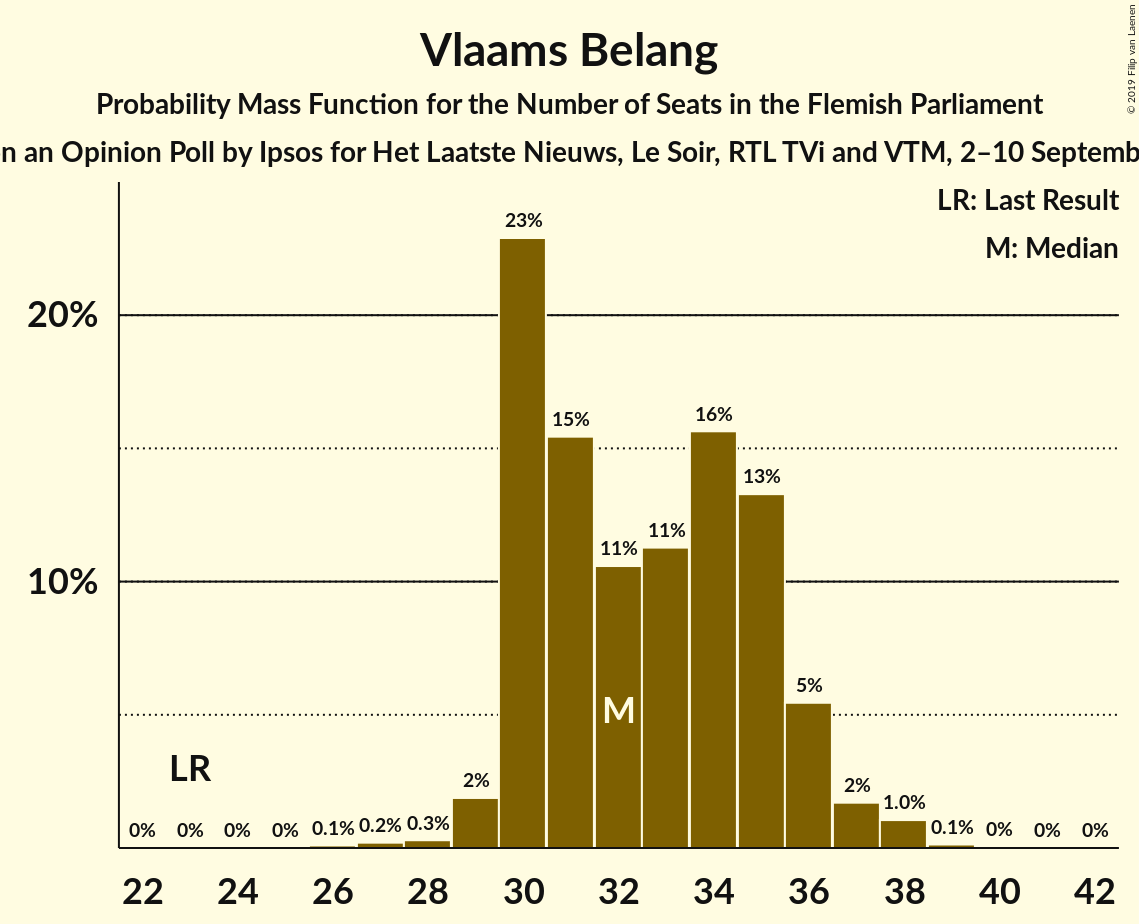 Vlaams Belang
Probability Mass Function for the Number of Seats in the Flemish Parliament
n an Opinion Poll by Ipsos for Het Laatste Nieuws, Le Soir, RTL TVi and VTM, 2–10 Septemb
© 2019 Filip van Laenen
LR: Last Result
M: Median
20%
10%
23%
15%
11%
11%
16%
13%
5%
2%
1.0%
0.1%
0%
0%
0%
0%
0%
0%
0%
0.1%
0.2%
0.3%
2%
LR
M
22 24 26 28 30 32 34 36 38 40 42